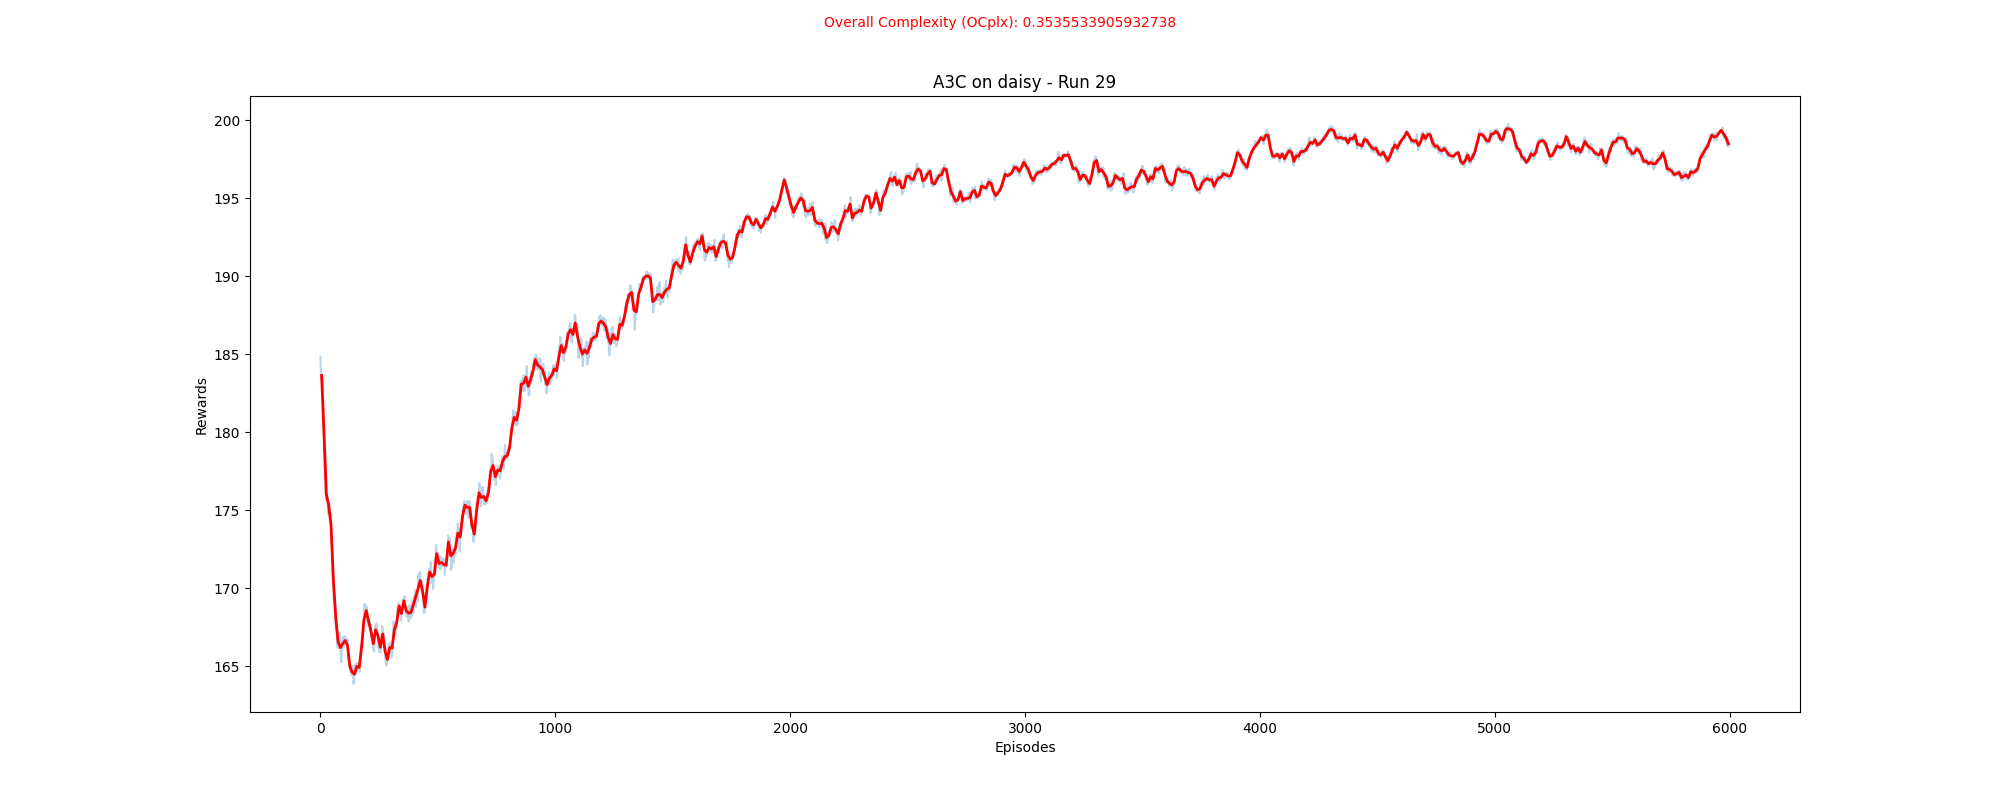 Overall Complexity (OCplx): 0.3535533905932738
A3C on daisy - Run 29
Rewards
200
195
190
185
180
175
170
165
0 1000 2000 3000 4000 5000 6000
Episodes